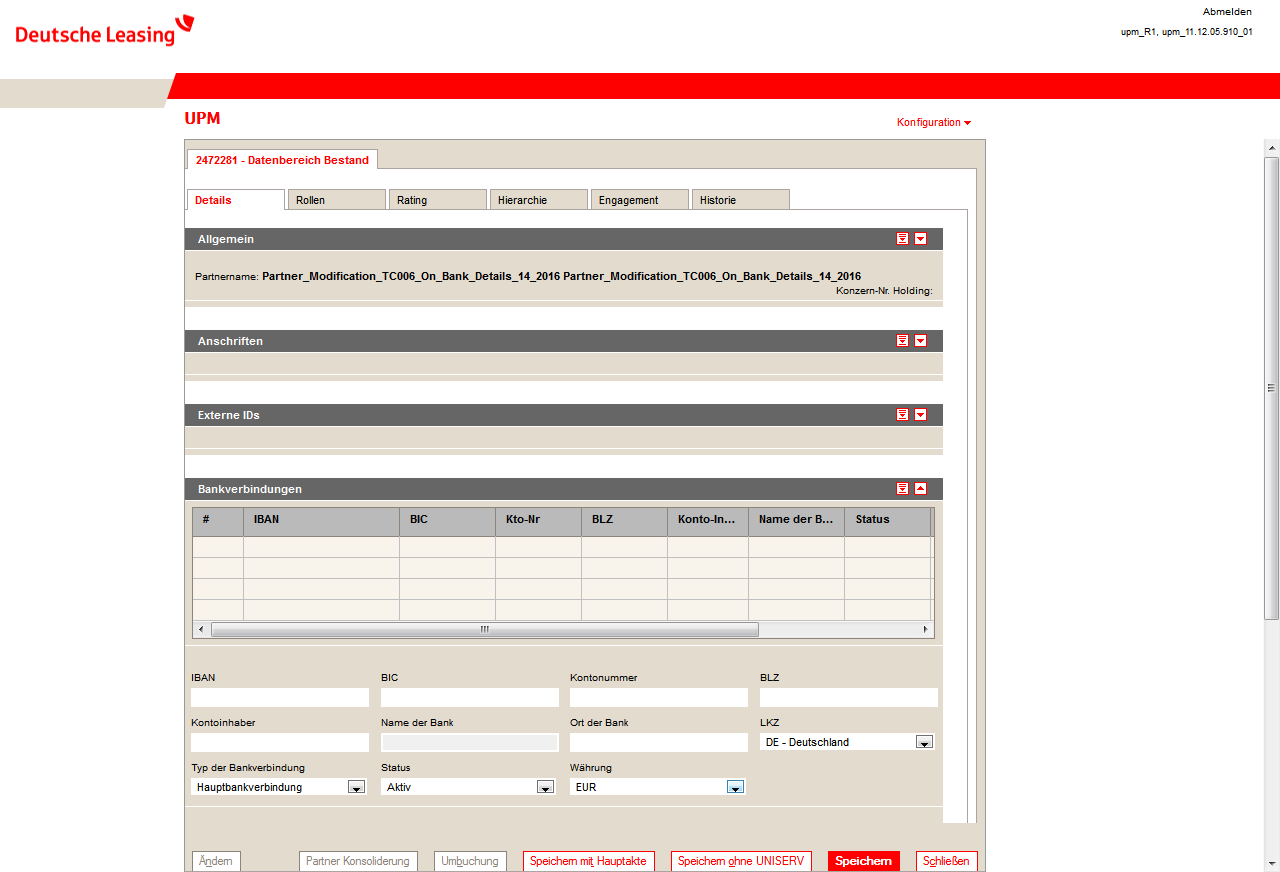 Deutsche Leasing
Abmelden
upm_R1, upm_11.12.05.910_01
UPM
Konfiguration
2472281 - Datenbereich Bestand
Details Rollen Rating Hierarchie Engagement Historie
Allgemein
Partnername: Partner_Modification_TC006_On_Bank_Details_14_2016 Partner_Modification_TC006_On_Bank_Details_14_2016
Konzern-Nr. Holding:
Anschriften
Externe IDs
Bankverbindungen
# IBAN BIC Kto-Nr BLZ Konto-In... Name der B... Status
IBAN BIC Kontonummer BLZ
Kontoinhaber Name der Bank Ort der Bank LKZ
DE - Deutschland
Typ der Bankverbindung Status Währung
Hauptbankverbindung Aktiv EUR
Ändern Partner Konsoliderung Umbuchung Speichern mit Hauptakte Speichern ohne UNISERV Speichern Schließen